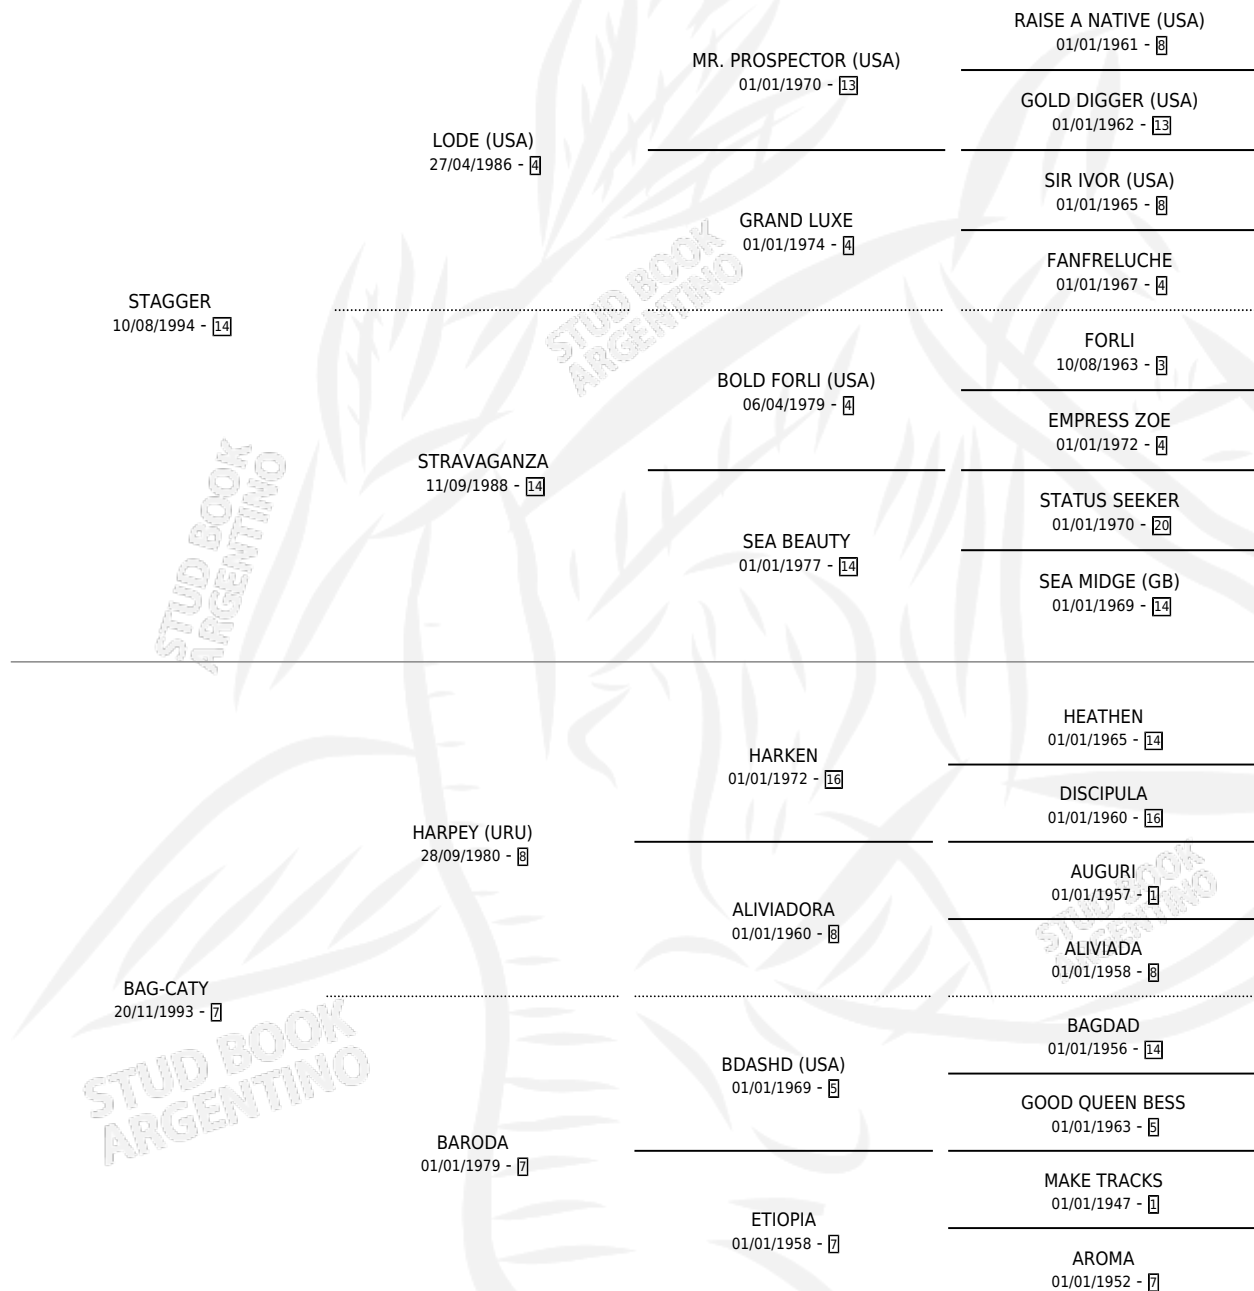 RAISE A NATIVE (USA)
01/01/1961 - 8
MR. PROSPECTOR (USA)
01/01/1970 - 13
GOLD DIGGER (USA)
01/01/1962 - 13
LODE (USA)
27/04/1986 - 4
SIR IVOR (USA)
01/01/1965 - 8
GRAND LUXE
01/01/1974 - 4
FANFRELUCHE
01/01/1967 - 4
STAGGER
10/08/1994 - 14
STUD BOOK
ARGENTINO
FORLI
10/08/1963 - 3
BOLD FORLI (USA)
06/04/1979 - 4
EMPRESS ZOE
01/01/1972 - 4
STRAVAGANZA
11/09/1988 - 14
STATUS SEEKER
01/01/1970 - 20
SEA BEAUTY
01/01/1977 - 14
SEA MIDGE (GB)
01/01/1969 - 14
STUD BOOK
ARGENTINO
HEATHEN
01/01/1965 - 14
HARKEN
01/01/1972 - 16
DISCIPULA
01/01/1960 - 16
HARPEY (URU)
28/09/1980 - 8
AUGURI
01/01/1957 - 1
ALIVIADORA
01/01/1960 - 8
STUD BOOK
ARGENTINO
ALIVIADA
01/01/1958 - 8
BAG-CATY
20/11/1993 - 7
STUD BOOK
ARGENTINO
BAGDAD
01/01/1956 - 14
BDASHD (USA)
01/01/1969 - 5
GOOD QUEEN BESS
01/01/1963 - 5
BARODA
01/01/1979 - 7
MAKE TRACKS
01/01/1947 - 1
ETIOPIA
01/01/1958 - 7
AROMA
01/01/1952 - 7